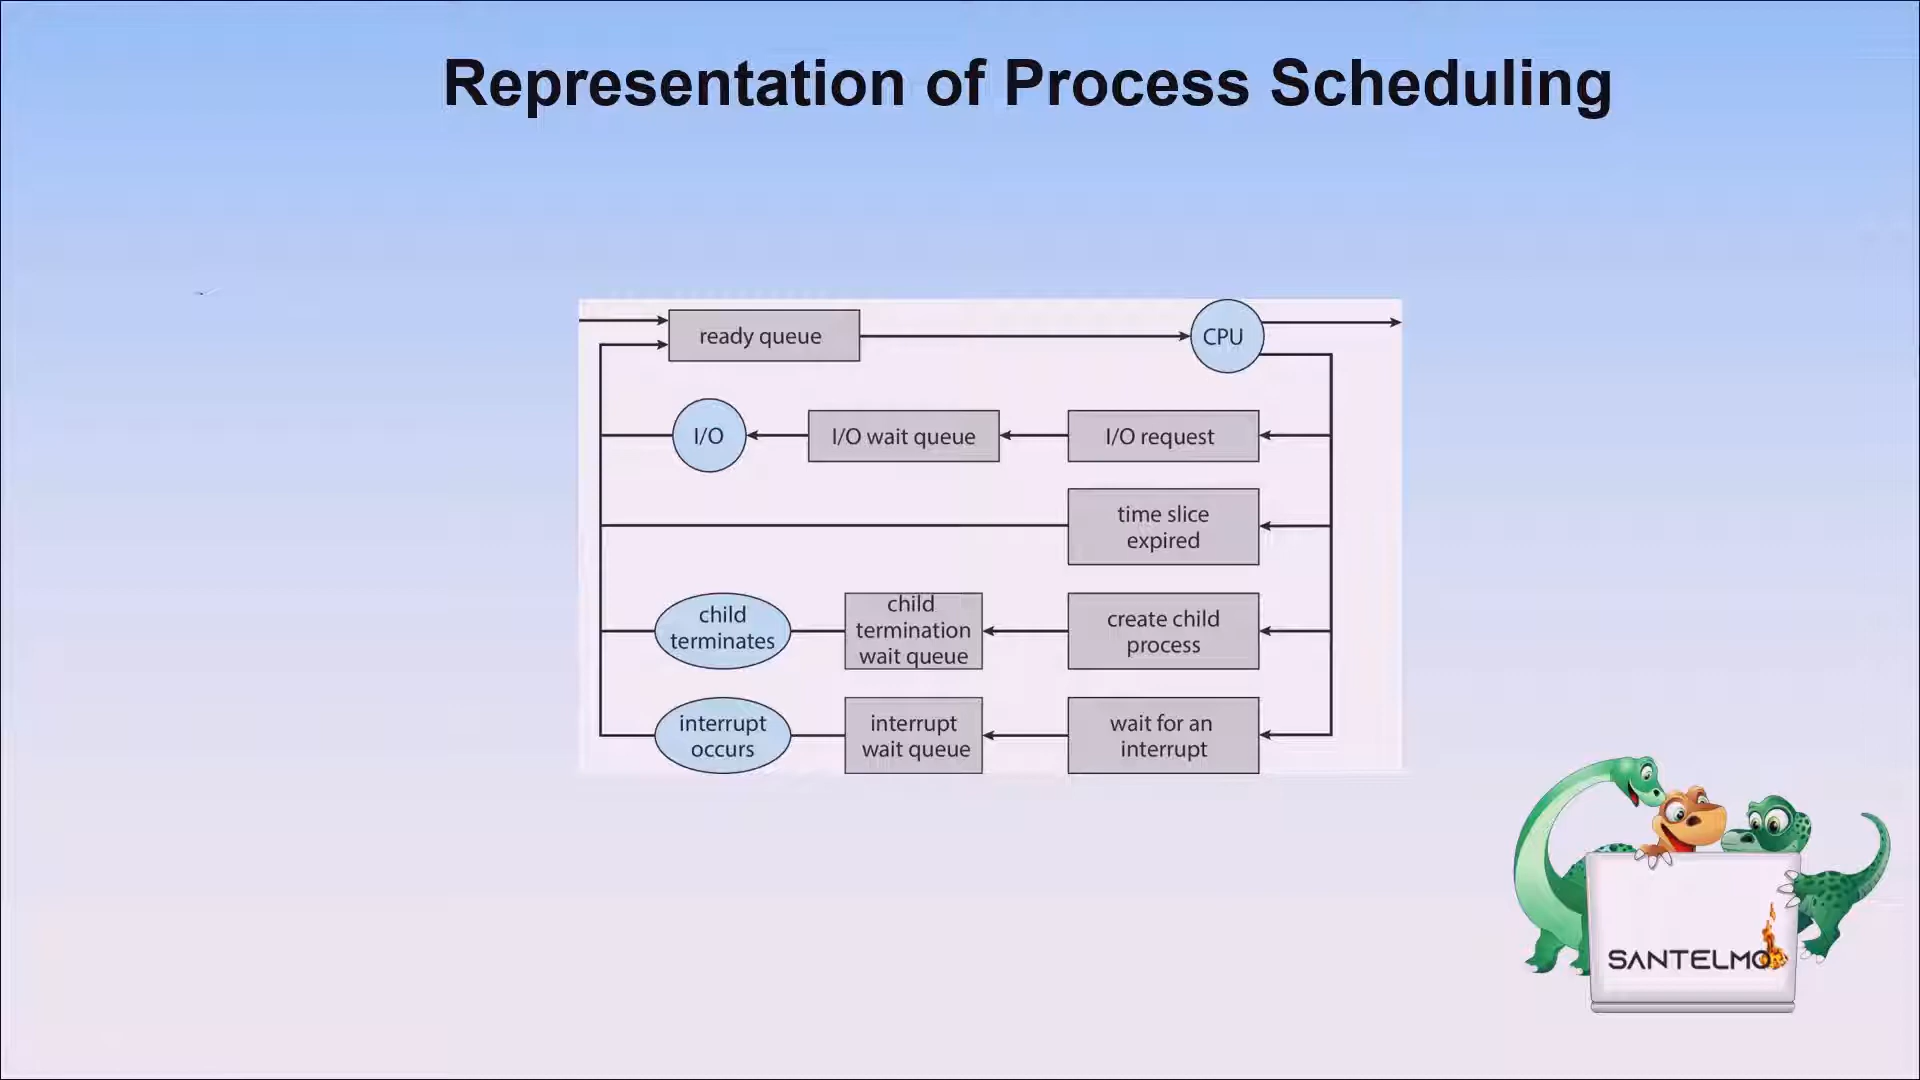 Representation of Process Scheduling
ready queue
CPU
I/O
I/O wait queue
I/O request
time slice
expired
child
terminates
child
termination
wait queue
create child
process
interrupt
occurs
interrupt
wait queue
wait for an
interrupt
SANTELMO